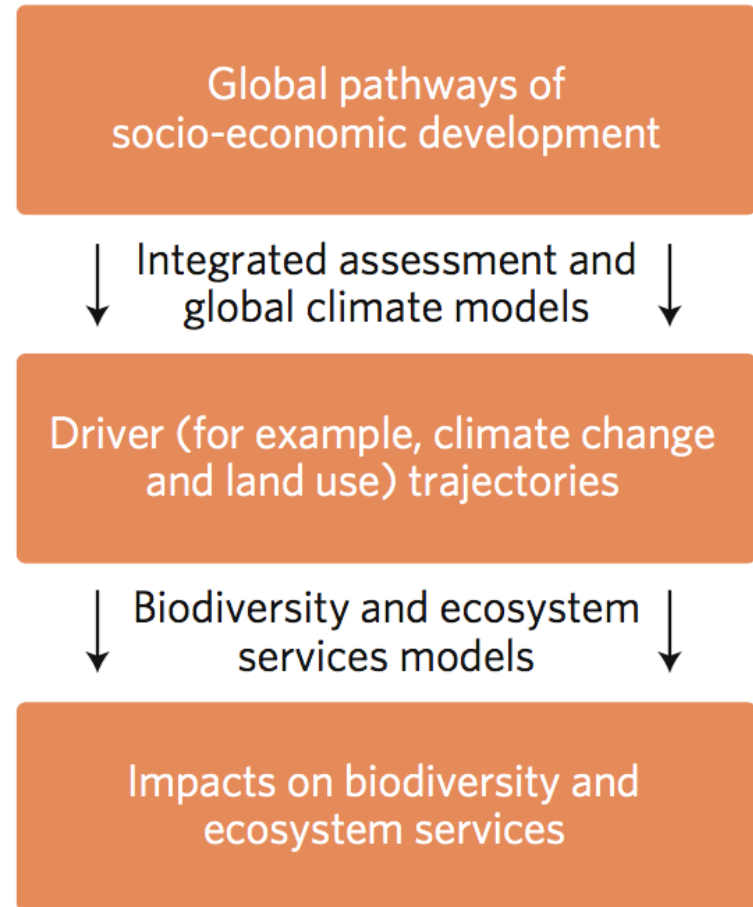 Global pathways of
socio-economic development
Integrated assessment and
global climate models
Driver (for example, climate change
and land use) trajectories
Biodiversity and ecosystem
services models
Impacts on biodiversity and
ecosystem services